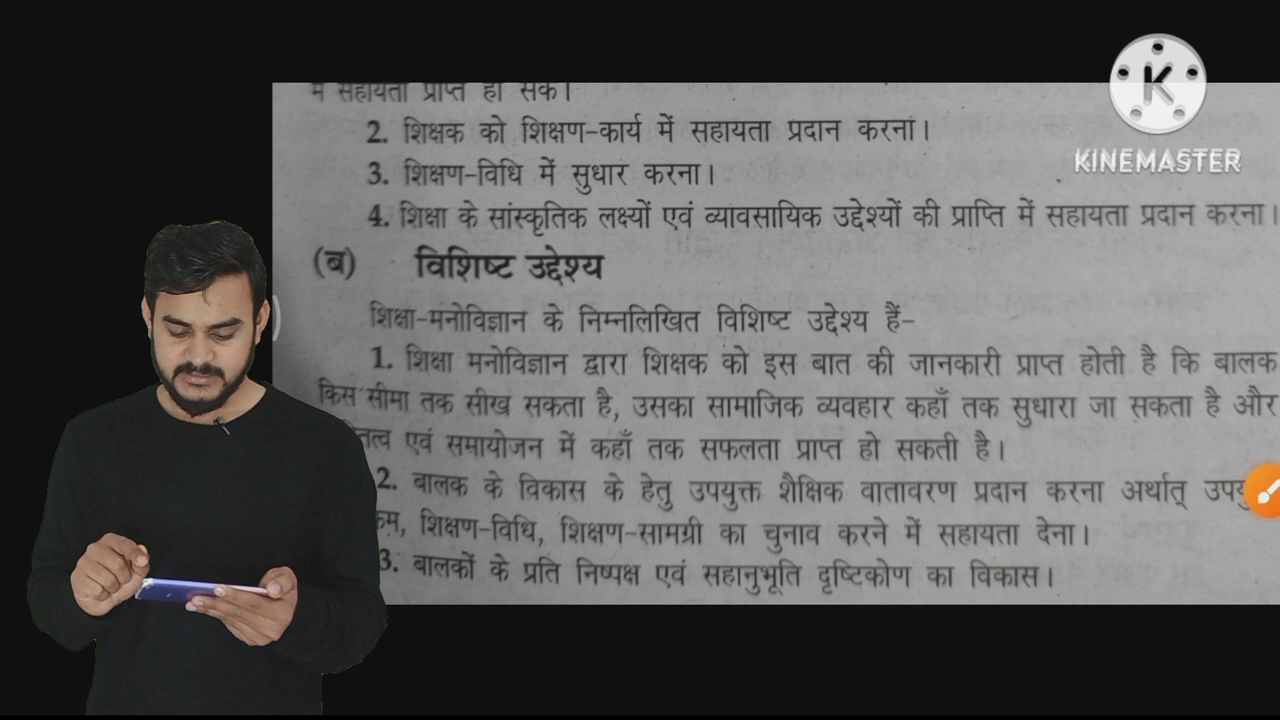 में सहायता प्राप्त हो सके।
2. शिक्षक को शिक्षण-कार्य में सहायता प्रदान करना।
3. शिक्षण-विधि में सुधार करना।
4. शिक्षा के सांस्कृतिक लक्ष्यों एवं व्यावसायिक उद्देश्यों की प्राप्ति में सहायता प्रदान करना।
(ब) विशिष्ट उद्देश्य
शिक्षा-मनोविज्ञान के निम्नलिखित विशिष्ट उद्देश्य हैं-
1. शिक्षा मनोविज्ञान द्वारा शिक्षक को इस बात की जानकारी प्राप्त होती है कि बालक
किस सीमा तक सीख सकता है, उसका सामाजिक व्यवहार कहाँ तक सुधारा जा सकता है और
एवं समायोजन में कहाँ तक सफलता प्राप्त हो सकती है।
2. बालक के विकास के हेतु उपयुक्त शैक्षिक वातावरण प्रदान करना अर्थात्
शिक्षण-विधि, शिक्षण-सामग्री का चुनाव करने में सहायता देना।
3. बालकों के प्रति निष्पक्ष एवं सहानुभूति दृष्टिकोण का विकास।
K
KINEMASTER